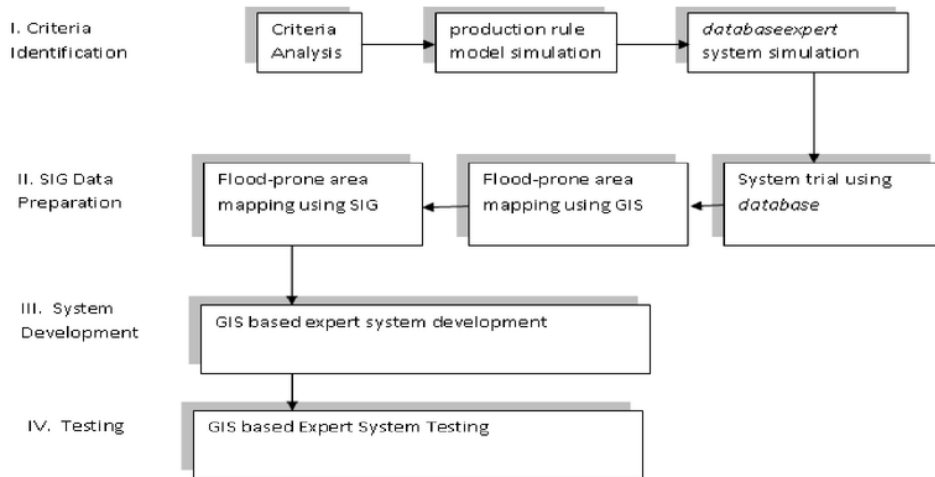 I. Criteria
Identification
Criteria
Analysis
production rule
model simulation
databaseexpert
system simulation
II. SIG Data
Preparation
Flood-prone area
mapping using SIG
Flood-prone area
mapping using GIS
System trial using
database
III. System
Development
GIS based expert system development
IV. Testing
GIS based Expert System Testing